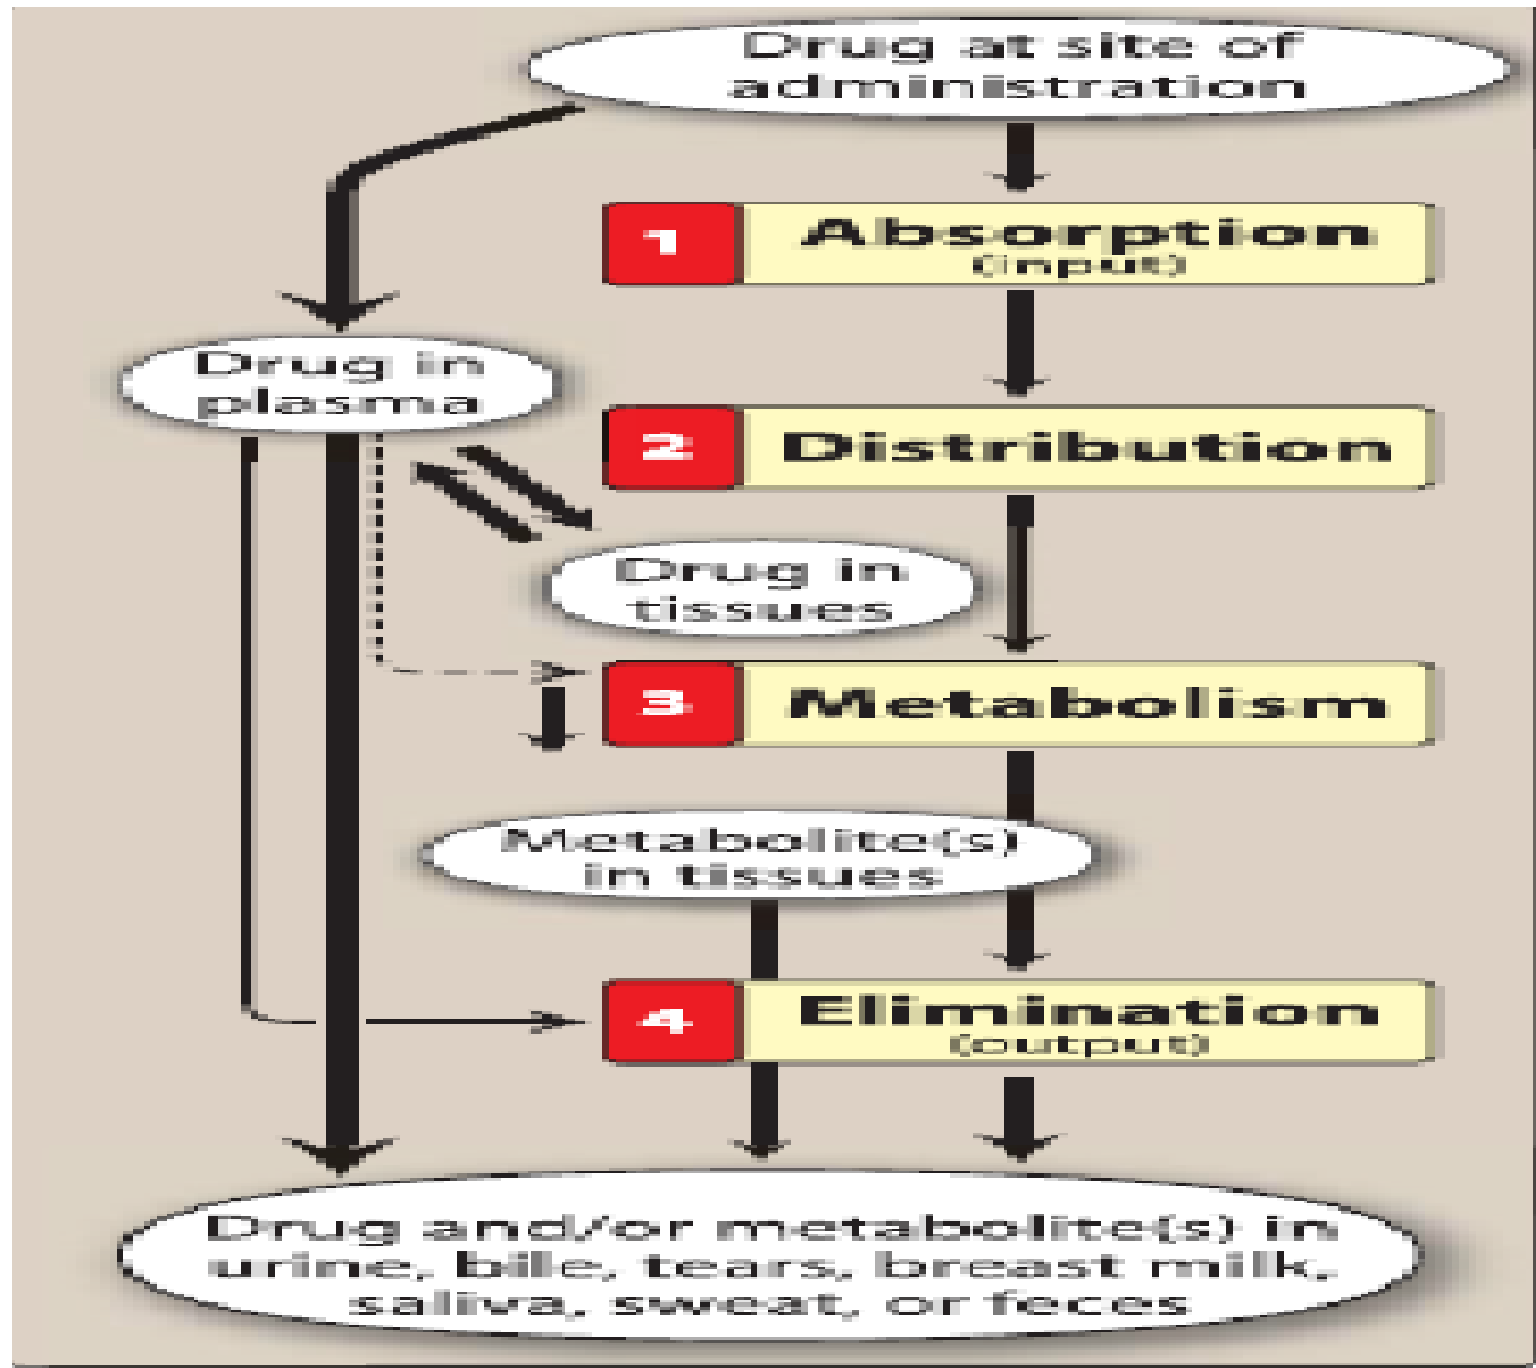 Drug at site of
administration
1
Absorption
(input)
Drug in
plasma
2
Distribution
Drug in
tissues
3
Metabolism
Metabolite(s)
in tissues
4
Elimination
(output)
Drug and/or metabolite(s) in
urine, bile, tears, breast milk,
saliva, sweat, or feces